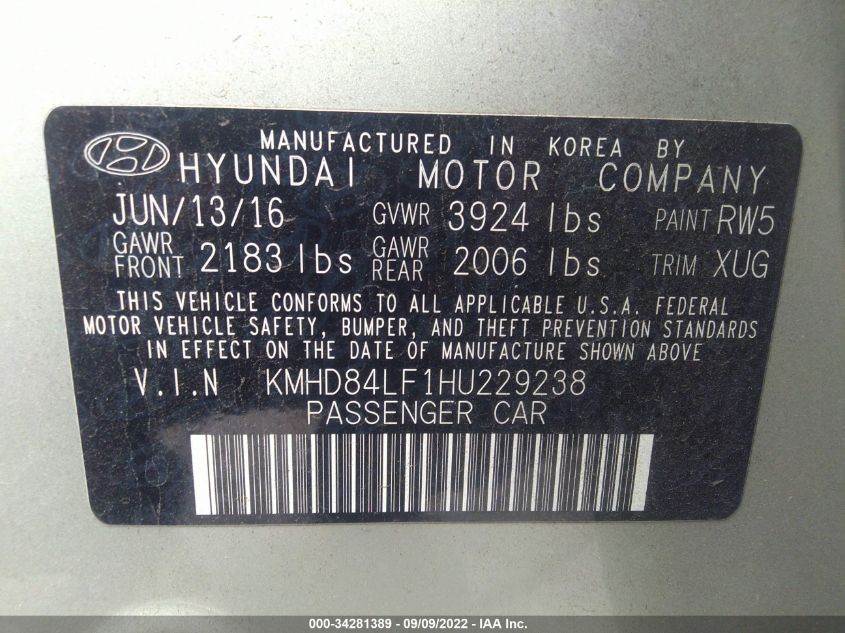 MANUFACTURED IN KOREA BY
HYUNDAI MOTOR COMPANY
JUN/13/16 GVWR 3924 lbs PAINT RW5
GAWR FRONT 2183 lbs GAWR REAR 2006 lbs TRIM XUG
THIS VEHICLE CONFORMS TO ALL APPLICABLE U.S.A. FEDERAL
MOTOR VEHICLE SAFETY, BUMPER, AND THEFT PREVENTION STANDARDS
IN EFFECT ON THE DATE OF MANUFACTURE SHOWN ABOVE
V.I.N KMHD84LF1HU229238
PASSENGER CAR
000-34281389 - 09/09/2022 - IAA Inc.